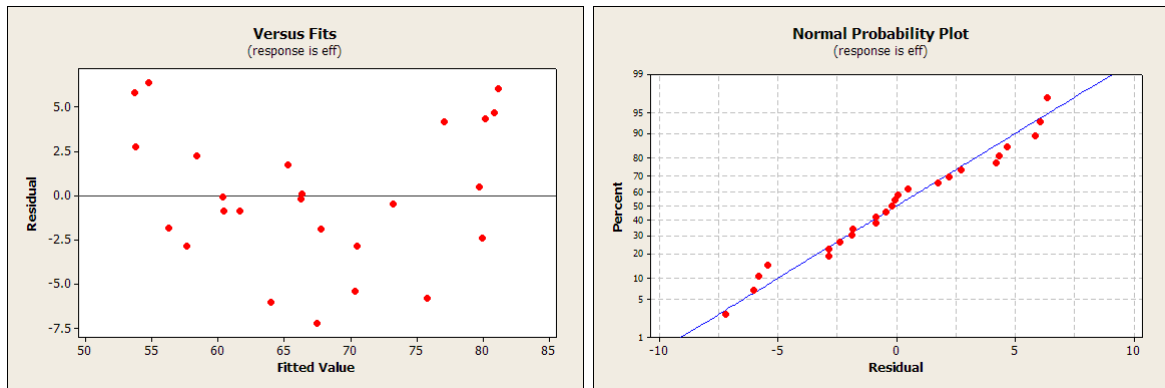 Versus Fits
(response is eff)
Residual
5.0
2.5
0.0
-2.5
-5.0
-7.5
50 55 60 65 70 75 80 85
Fitted Value
Normal Probability Plot
(response is eff)
Percent
99
95
90
80
70
60
50
40
30
20
10
5
1
-10 -5 0 5 10
Residual